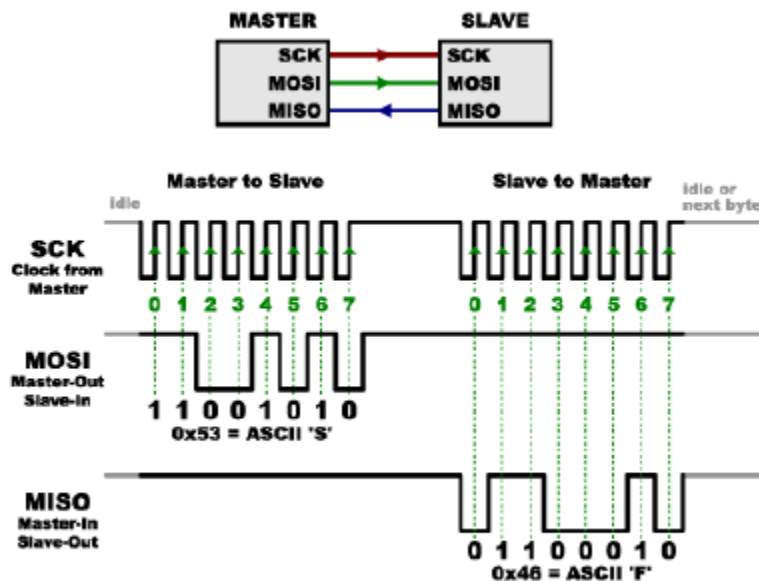 MASTER SLAVE
SCK SCK
MOSI MOSI
MISO MISO
Master to Slave Slave to Master
idle idle or
next byte
SCK
Clock from
Master
0 1 2 3 4 5 6 7 0 1 2 3 4 5 6 7
MOSI
Master-Out
Slave-In
1 1 0 0 1 0 1 0
0x53 = ASCII 'S'
MISO
Master-In
Slave-Out
0 1 1 0 0 0 1 0
0x46 = ASCII 'F'